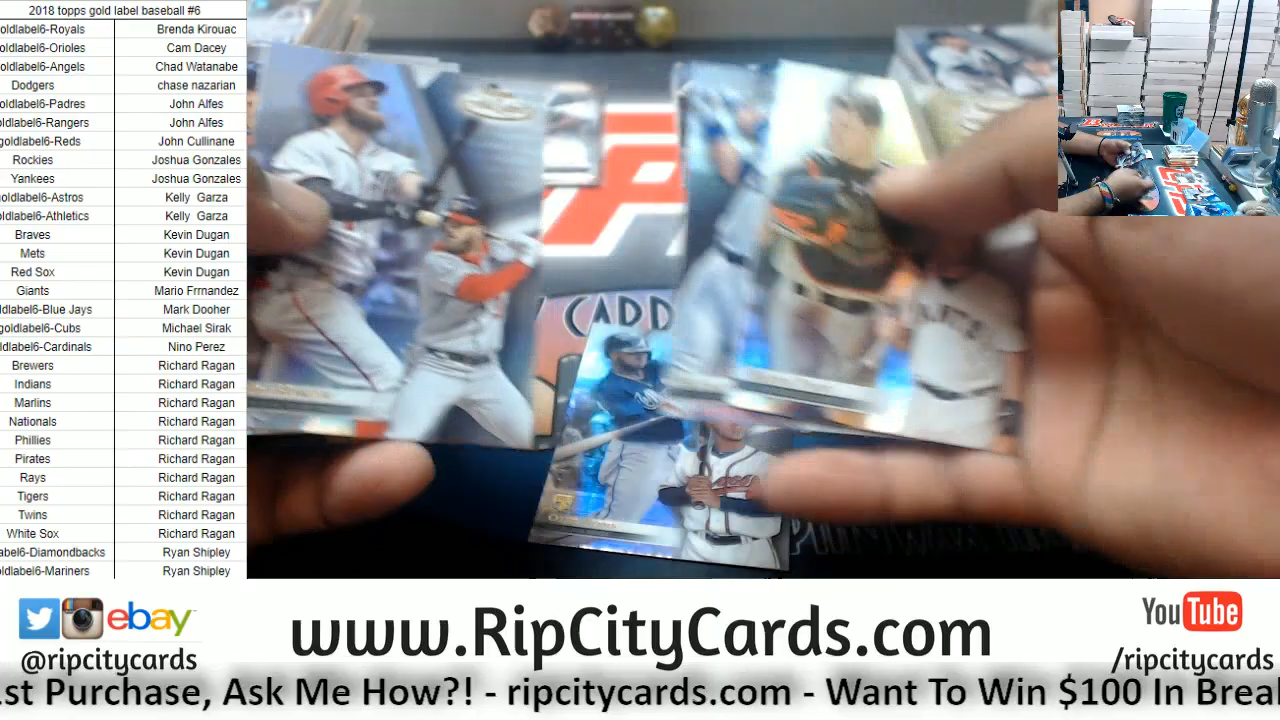 2018 topps gold label baseball #6
oldlabel6-Royals Brenda Kirouac
oldlabel6-Orioles Cam Dacey
oldlabel6-Angels Chad Watanabe
Dodgers chase nazarian
oldlabel6-Padres John Alfes
oldlabel6-Rangers John Alfes
goldlabel6-Reds John Cullinane
Rockies Joshua Gonzales
Yankees Joshua Gonzales
goldlabel6-Astros Kelly Garza
oldlabel6-Athletics Kelly Garza
Braves Kevin Dugan
Mets Kevin Dugan
Red Sox Kevin Dugan
Giants Mario Frrnandez
ldlabel6-Blue Jays Mark Dooher
goldlabel6-Cubs Michael Sirak
ldlabel6-Cardinals Nino Perez
Brewers Richard Ragan
Indians Richard Ragan
Marlins Richard Ragan
Nationals Richard Ragan
Phillies Richard Ragan
Pirates Richard Ragan
Rays Richard Ragan
Tigers Richard Ragan
Twins Richard Ragan
White Sox Richard Ragan
label6-Diamondbacks Ryan Shipley
oldlabel6-Mariners Ryan Shipley
CARD
ebay
@ripcitycards
www.RipCityCards.com
YouTube
/ripcitycards
st Purchase, Ask Me How?! - ripcitycards.com - Want To Win $100 In Brea